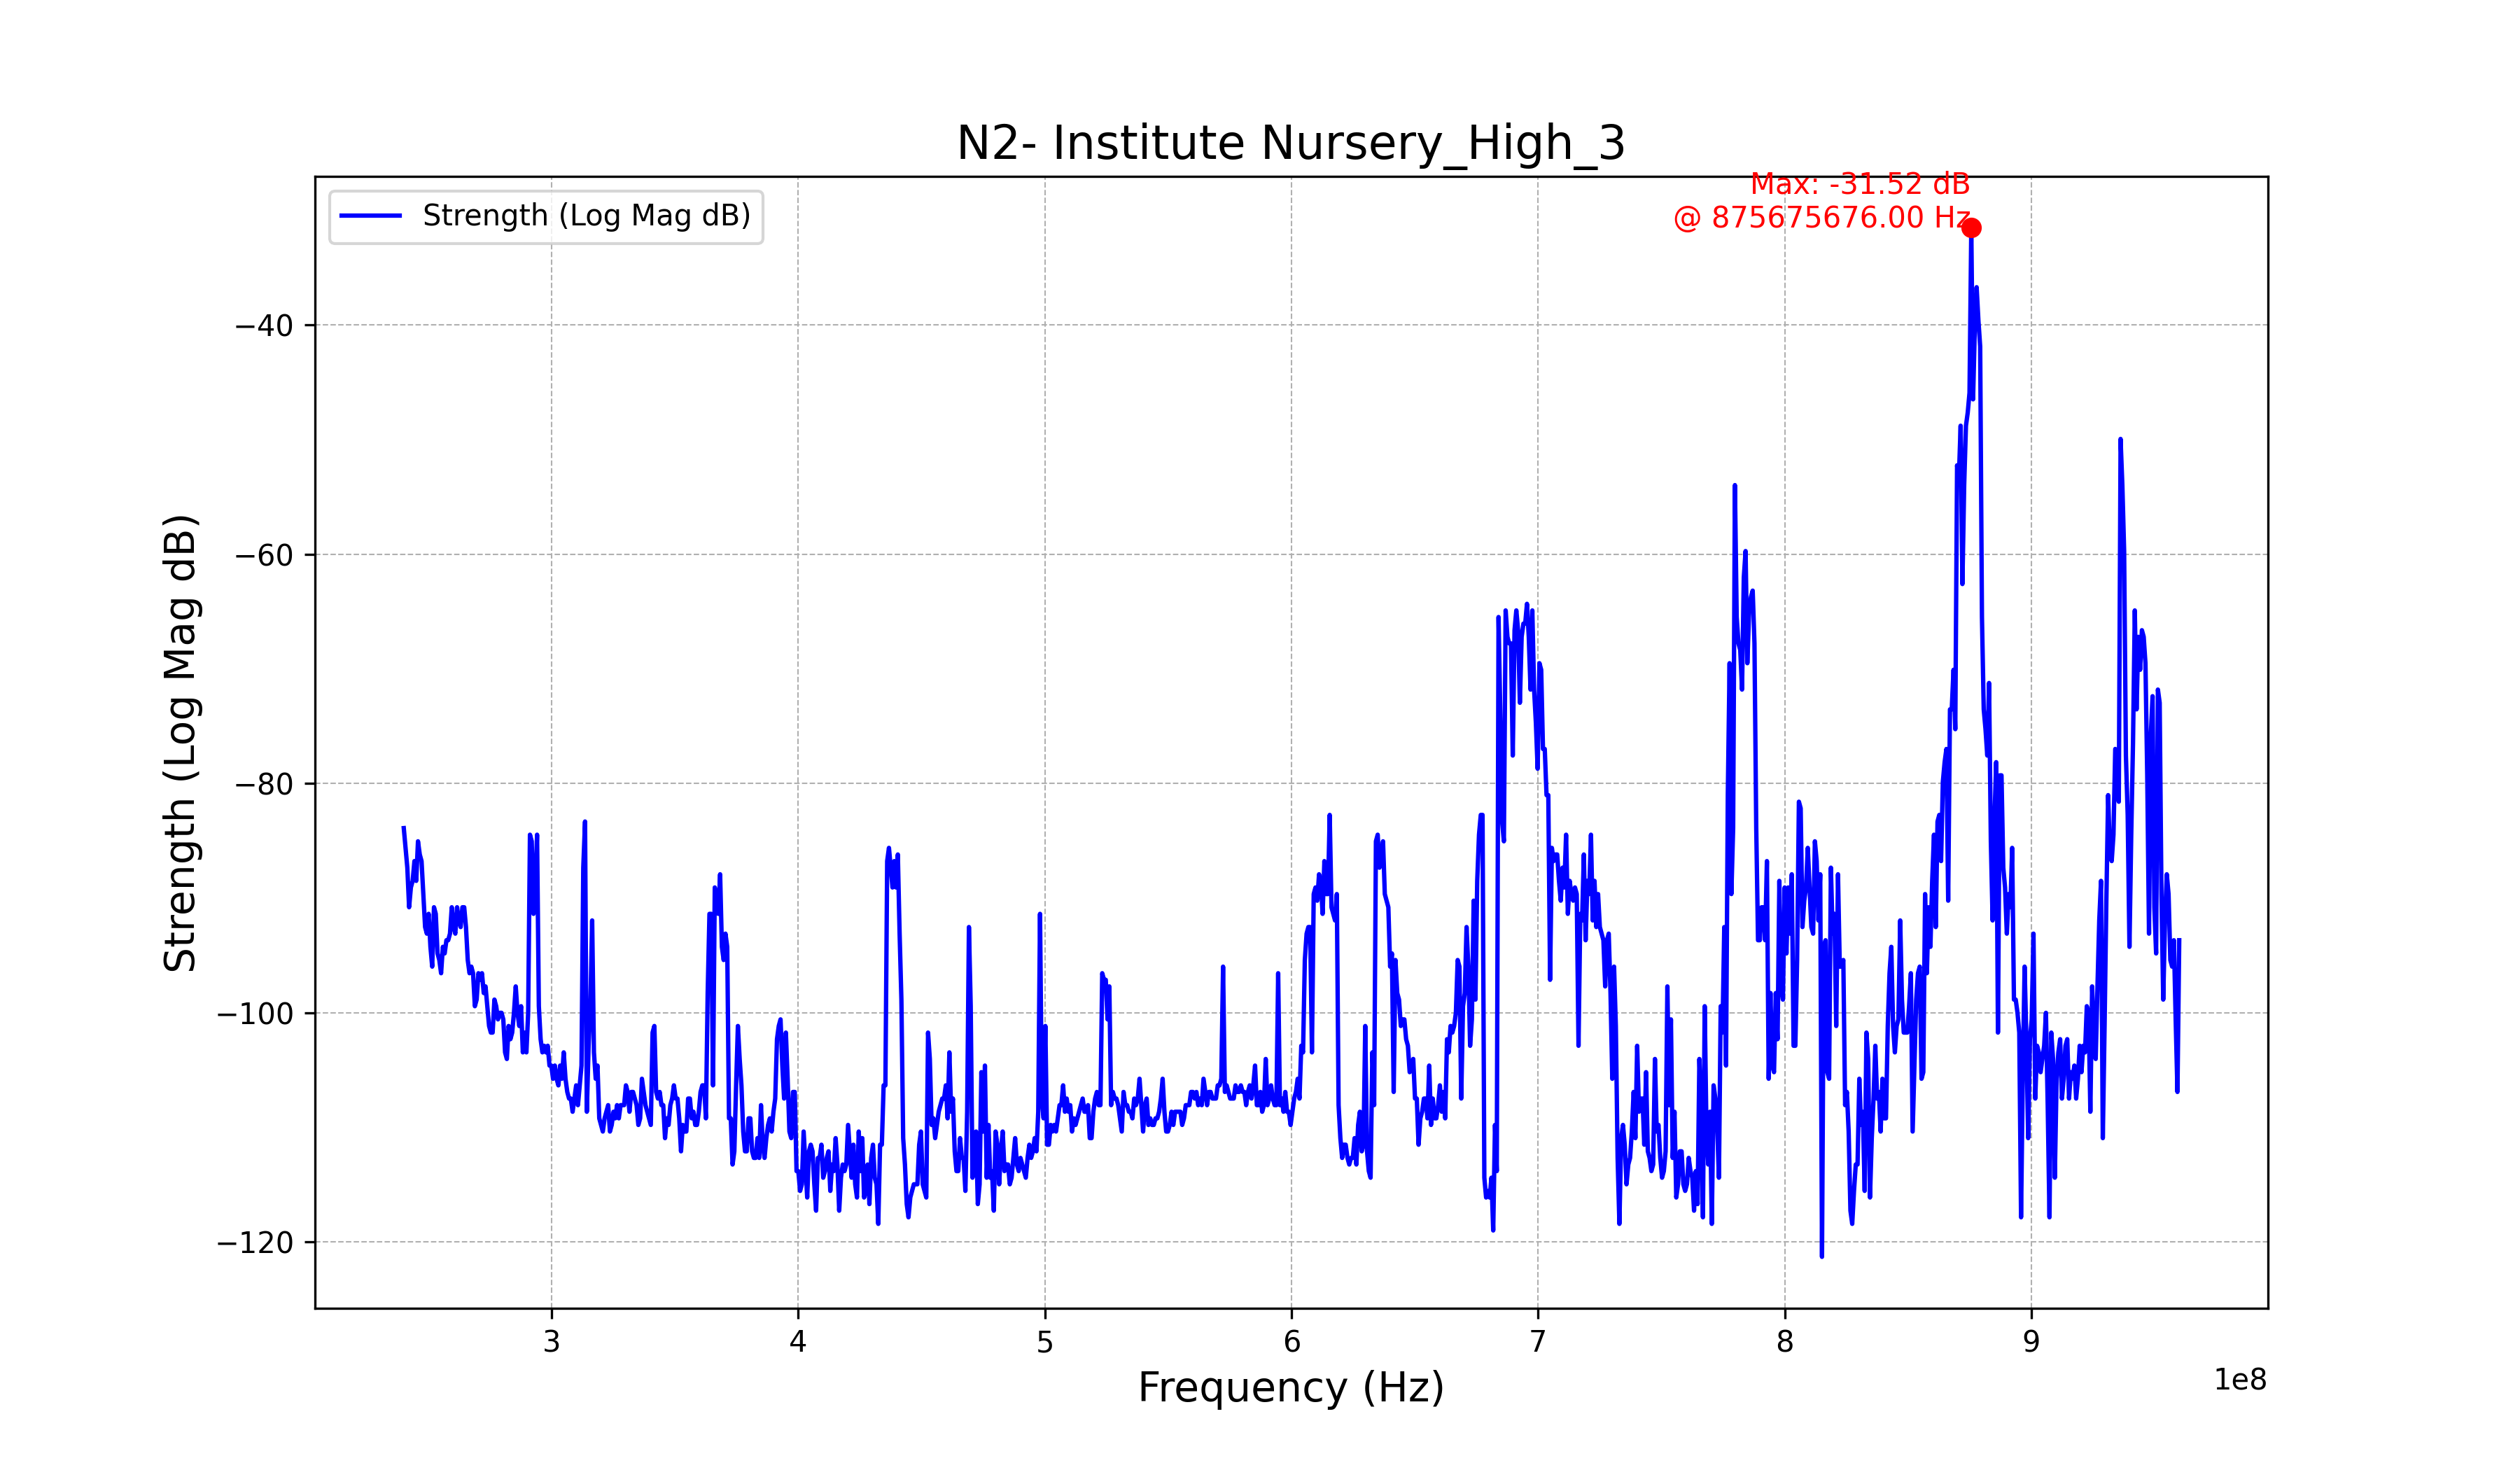 N2- Institute Nursery_High_3
Max: -31.52 dB
@ 875675676.00 Hz
Strength (Log Mag dB)
Strength (Log Mag dB)
−40
−60
−80
−100
−120
3 4 5 6 7 8 9
1e8
Frequency (Hz)